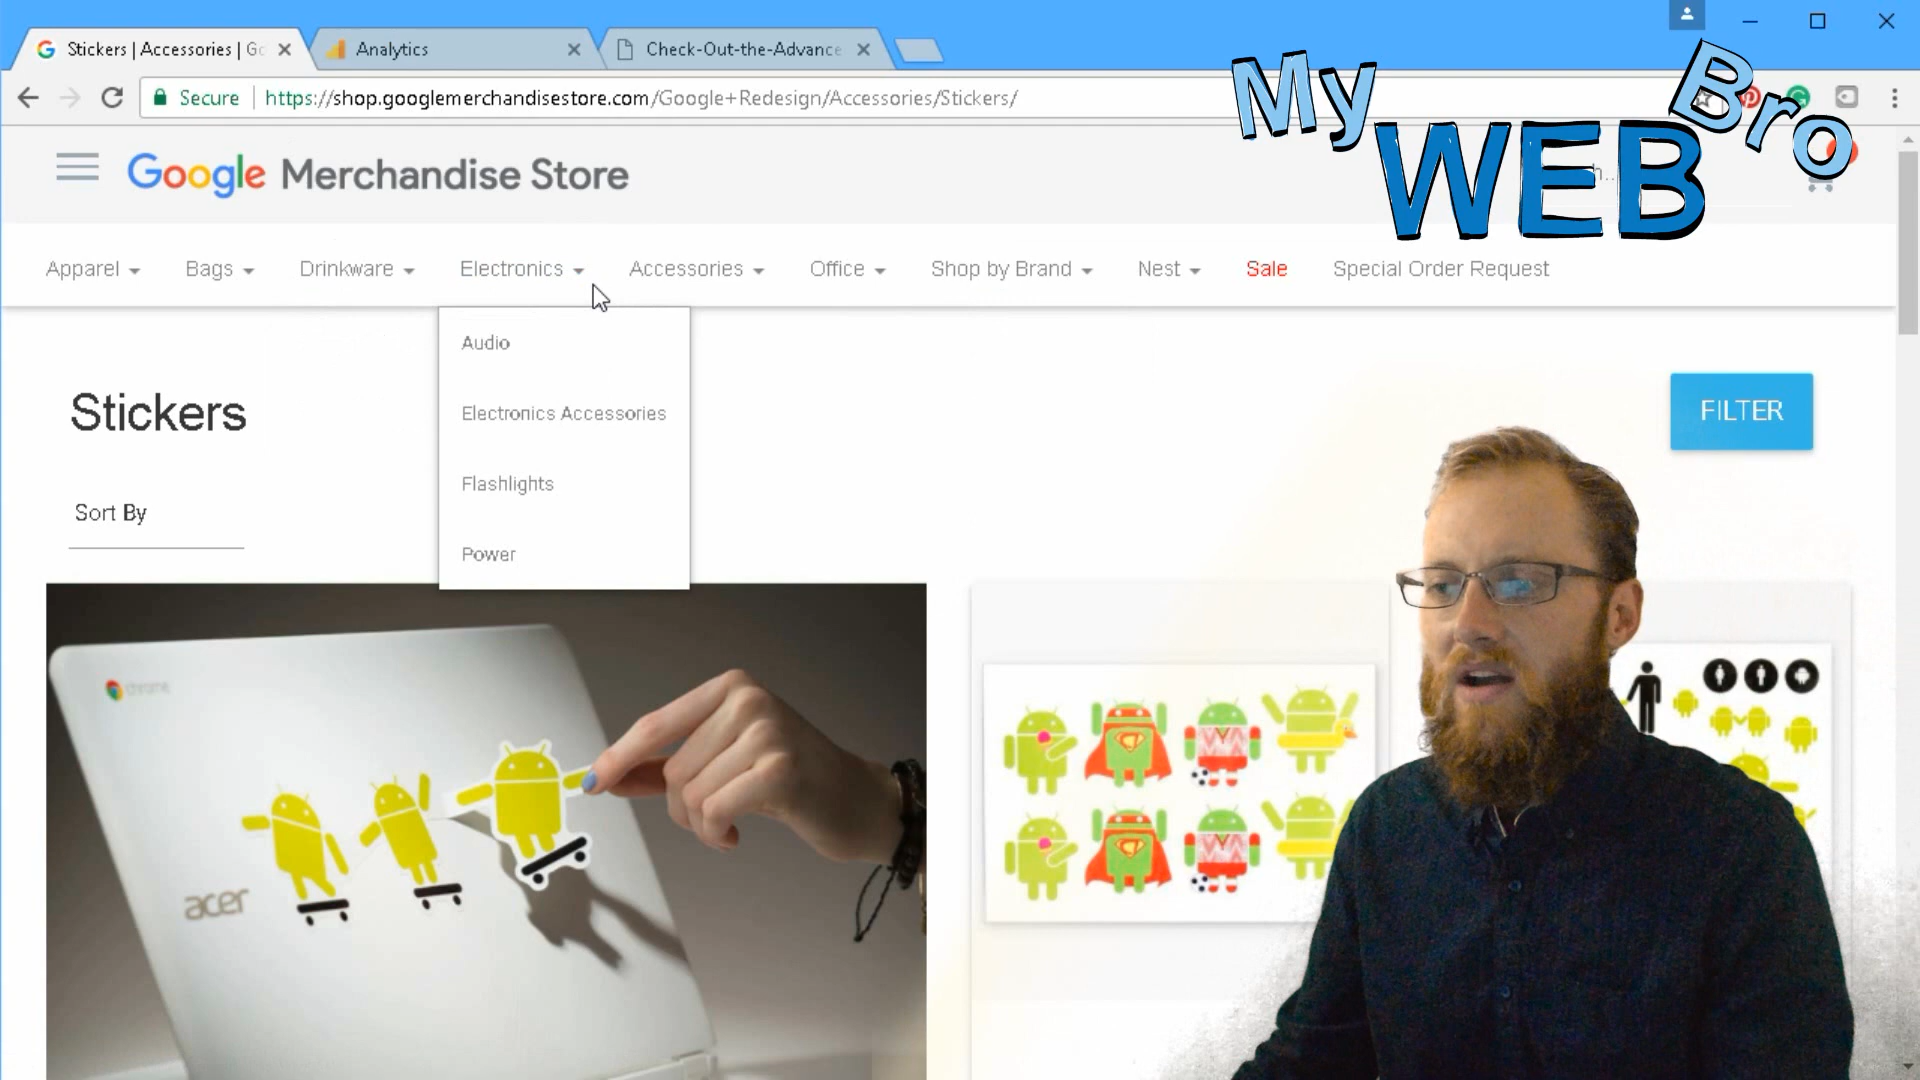 Stickers | Accessories | Go
Analytics
Check-Out-the-Advance
Secure
https://shop.googlemerchandisestore.com/Google+Redesign/Accessories/Stickers/
My WEB Bro
Google Merchandise Store
h..
Apparel
Bags
Drinkware
Electronics
Accessories
Office
Shop by Brand
Nest
Sale
Special Order Request
Audio
Electronics Accessories
Flashlights
Power
Stickers
FILTER
Sort By
chrome
acer